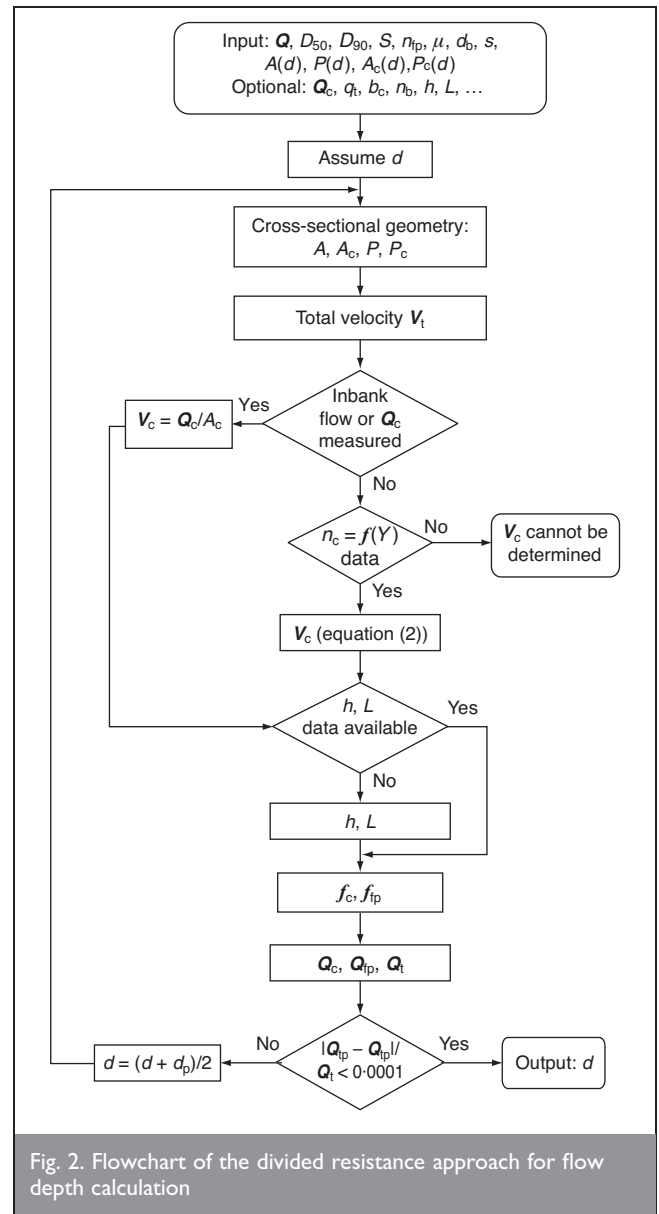 Input: Q, D50, D90, S, nfp, μ, db, s,
A(d), P(d), Ac(d),Pc(d)
Optional: Qc, qt, bc, nb, h, L, ...
Assume d
Cross-sectional geometry:
A, Ac, P, Pc
Total velocity Vt
Inbank
flow or Qc
measured
Yes
Vc = Qc/Ac
No
nc = f(Y)
data
No
Vc cannot be
determined
Yes
Vc (equation (2))
h, L
data available
Yes
No
h, L
fc, ffp
Qc, Qfp, Qt
|Qtp – Qtp|/
Qt < 0·0001
No
d = (d + dp)/2
Yes
Output: d
Fig. 2. Flowchart of the divided resistance approach for flow
depth calculation